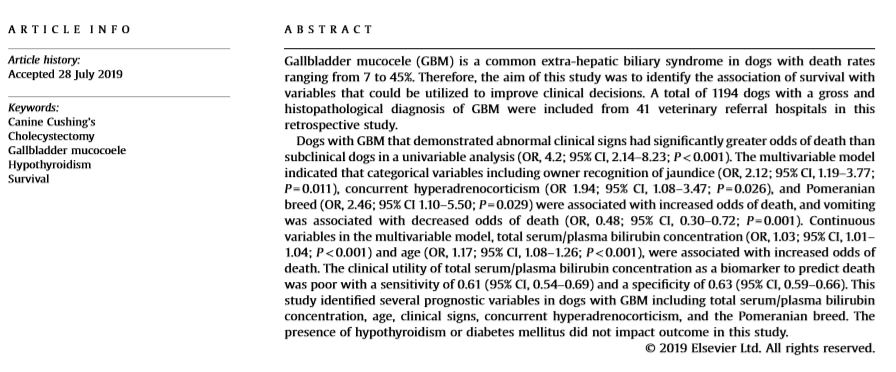 ARTICLE INFO
Article history:
Accepted 28 July 2019
Keywords:
Canine Cushing's
Cholecystectomy
Gallbladder mucocoele
Hypothyroidism
Survival
ABSTRACT
Gallbladder mucocele (GBM) is a common extra-hepatic biliary syndrome in dogs with death rates
ranging from 7 to 45%. Therefore, the aim of this study was to identify the association of survival with
variables that could be utilized to improve clinical decisions. A total of 1194 dogs with a gross and
histopathological diagnosis of GBM were included from 41 veterinary referral hospitals in this
retrospective study.
Dogs with GBM that demonstrated abnormal clinical signs had significantly greater odds of death than
subclinical dogs in a univariable analysis (OR, 4.2; 95% CI, 2.14–8.23; P < 0.001). The multivariable model
indicated that categorical variables including owner recognition of jaundice (OR, 2.12; 95% CI, 1.19–3.77;
P = 0.011), concurrent hyperadrenocorticism (OR 1.94; 95% CI, 1.08–3.47; P = 0.026), and Pomeranian
breed (OR, 2.46; 95% CI 1.10–5.50; P = 0.029) were associated with increased odds of death, and vomiting
was associated with decreased odds of death (OR, 0.48; 95% CI, 0.30–0.72; P = 0.001). Continuous
variables in the multivariable model, total serum/plasma bilirubin concentration (OR, 1.03; 95% CI, 1.01–
1.04; P < 0.001) and age (OR, 1.17; 95% CI, 1.08–1.26; P < 0.001), were associated with increased odds of
death. The clinical utility of total serum/plasma bilirubin concentration as a biomarker to predict death
was poor with a sensitivity of 0.61 (95% CI, 0.54–0.69) and a specificity of 0.63 (95% CI, 0.59–0.66). This
study identified several prognostic variables in dogs with GBM including total serum/plasma bilirubin
concentration, age, clinical signs, concurrent hyperadrenocorticism, and the Pomeranian breed. The
presence of hypothyroidism or diabetes mellitus did not impact outcome in this study.
© 2019 Elsevier Ltd. All rights reserved.